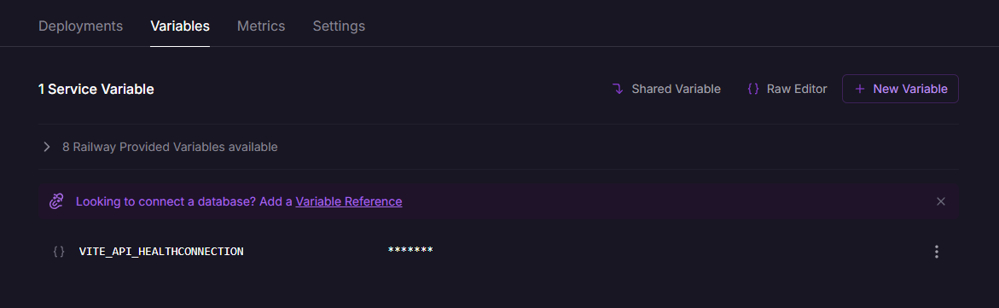 Deployments Variables Metrics Settings
1 Service Variable Shared Variable {} Raw Editor + New Variable
8 Railway Provided Variables available
Looking to connect a database? Add a Variable Reference
{} VITE_API_HEALTHCONNECTION *******